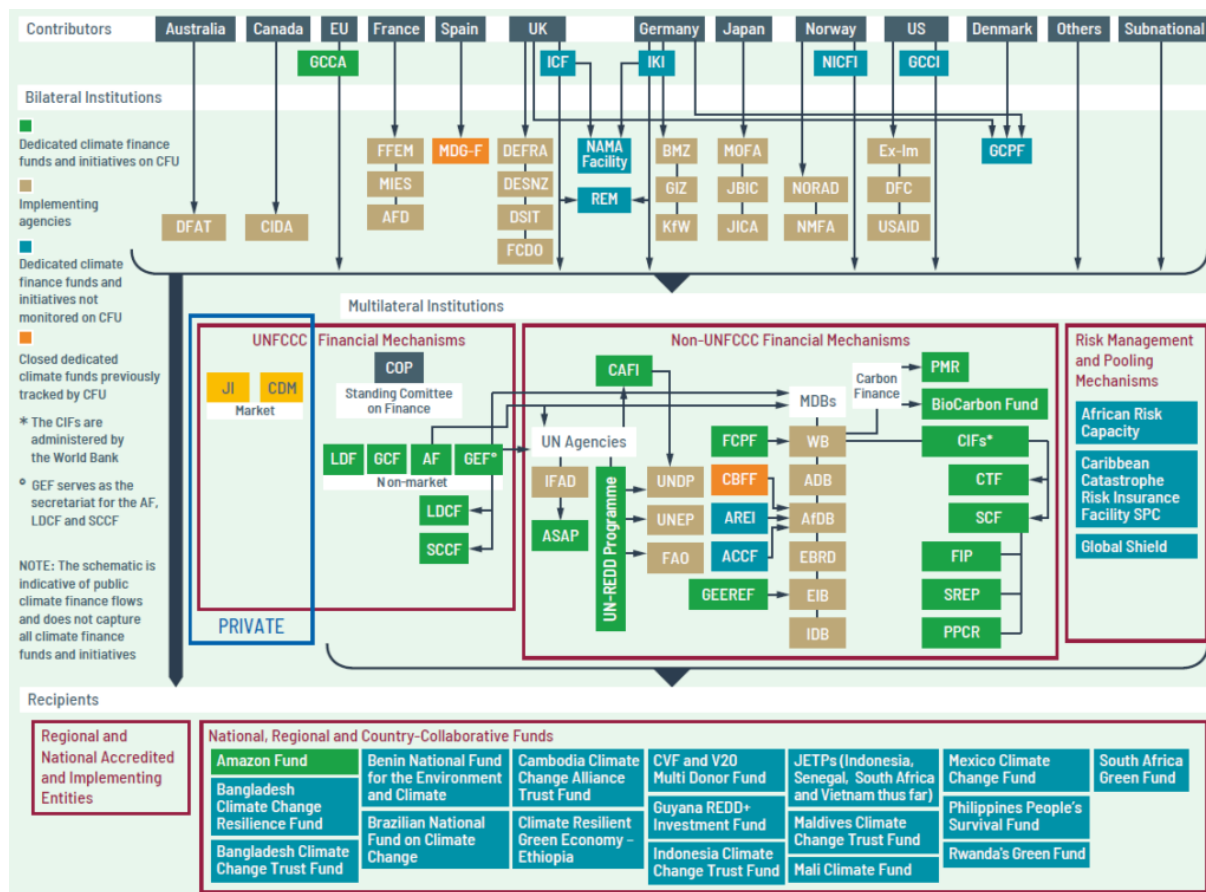 Contributors
Australia
Canada
EU
France
Spain
UK
Germany
Japan
Norway
US
Denmark
Others
Subnational
GCCA
ICF
IKI
NICFI
GCCI
Bilateral Institutions
Dedicated climate finance
funds and initiatives on CFU
Implementing
agencies
Dedicated climate
finance funds and
initiatives not
monitored on CFU
Closed dedicated
climate funds previously
tracked by CFU
* The CIFs are
administered by
the World Bank
° GEF serves as the
secretariat for the AF,
LDCF and SCCF
NOTE: The schematic is
indicative of public
climate finance flows
and does not capture
all climate finance
funds and initiatives
DFAT
CIDA
FFEM
MIES
AFD
MDG-F
DEFRA
DESNZ
DSIT
FCDO
NAMA
Facility
REM
BMZ
GIZ
KfW
MOFA
JBIC
JICA
NORAD
NMFA
Ex-Im
DFC
USAID
GCPF
Multilateral Institutions
UNFCCC Financial Mechanisms
JI
CDM
Market
COP
Standing Comittee
on Finance
LDF
GCF
AF
GEF°
Non-market
LDCF
SCCF
PRIVATE
Non-UNFCCC Financial Mechanisms
CAFI
UN Agencies
IFAD
ASAP
UN-REDD Programme
UNDP
UNEP
FAO
FCPF
CBFF
AREI
ACCF
GEEREF
MDBs
WB
ADB
AfDB
EBRD
EIB
IDB
Carbon
Finance
PMR
BioCarbon Fund
CIFs*
CTF
SCF
FIP
SREP
PPCR
Risk Management
and Pooling
Mechanisms
African Risk
Capacity
Caribbean
Catastrophe
Risk Insurance
Facility SPC
Global Shield
Recipients
Regional and
National Accredited
and Implementing
Entities
National, Regional and Country-Collaborative Funds
Amazon Fund
Bangladesh
Climate Change
Resilience Fund
Bangladesh Climate
Change Trust Fund
Benin National Fund
for the Environment
and Climate
Brazilian National
Fund on Climate
Change
Cambodia Climate
Change Alliance
Trust Fund
Climate Resilient
Green Economy –
Ethiopia
CVF and V20
Multi Donor Fund
Guyana REDD+
Investment Fund
Indonesia Climate
Change Trust Fund
JETPs (Indonesia,
Senegal, South Africa
and Vietnam thus far)
Maldives Climate
Change Trust Fund
Mali Climate Fund
Mexico Climate
Change Fund
Philippines People's
Survival Fund
Rwanda's Green Fund
South Africa
Green Fund